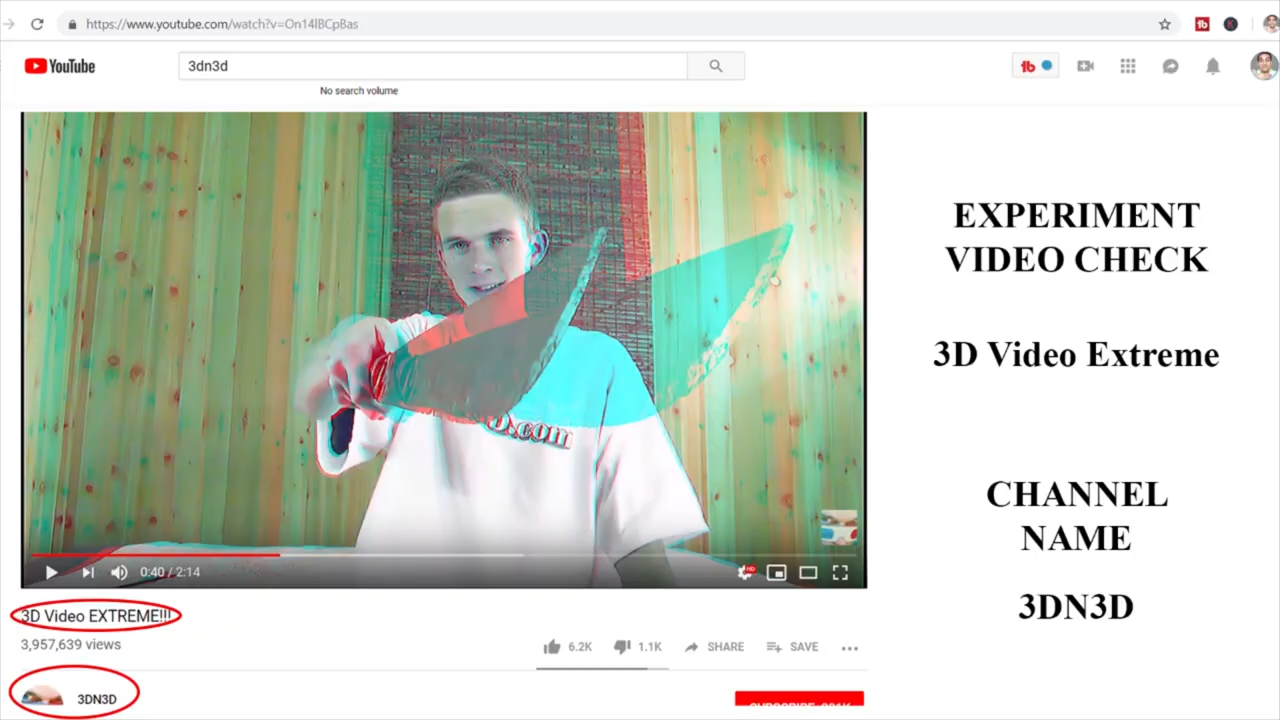 https://www.youtube.com/watch?v=On14lBCpBas
YouTube
3dn3d
No search volume
D.com
HD
0:40 / 2:14
3D Video EXTREME!!!
3,957,639 views
6.2K
1.1K
SHARE
SAVE
3DN3D
EXPERIMENT
VIDEO CHECK
3D Video Extreme
CHANNEL
NAME
3DN3D